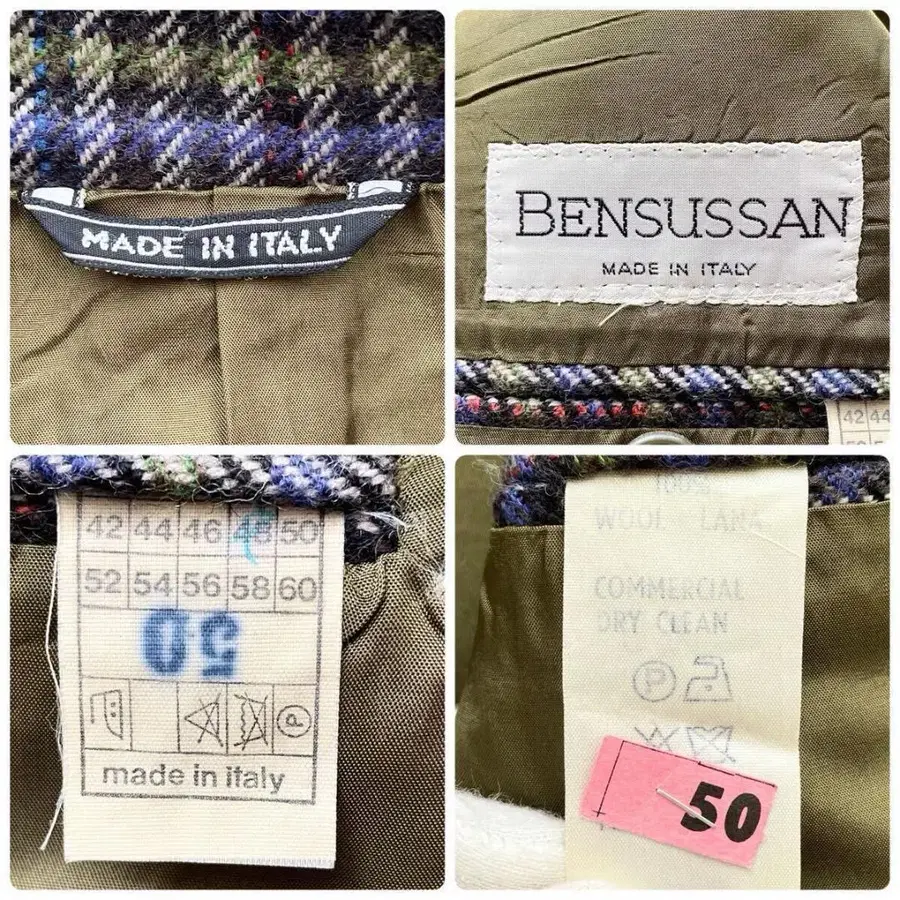 MADE IN ITALY
BENSUSSAN
MADE IN ITALY
42 44
42 44 46 48 50
52 54 56 58 60
50
P
made in italy
100%
WOOL - LANA
COMMERCIAL
DRY CLEAN
P
50